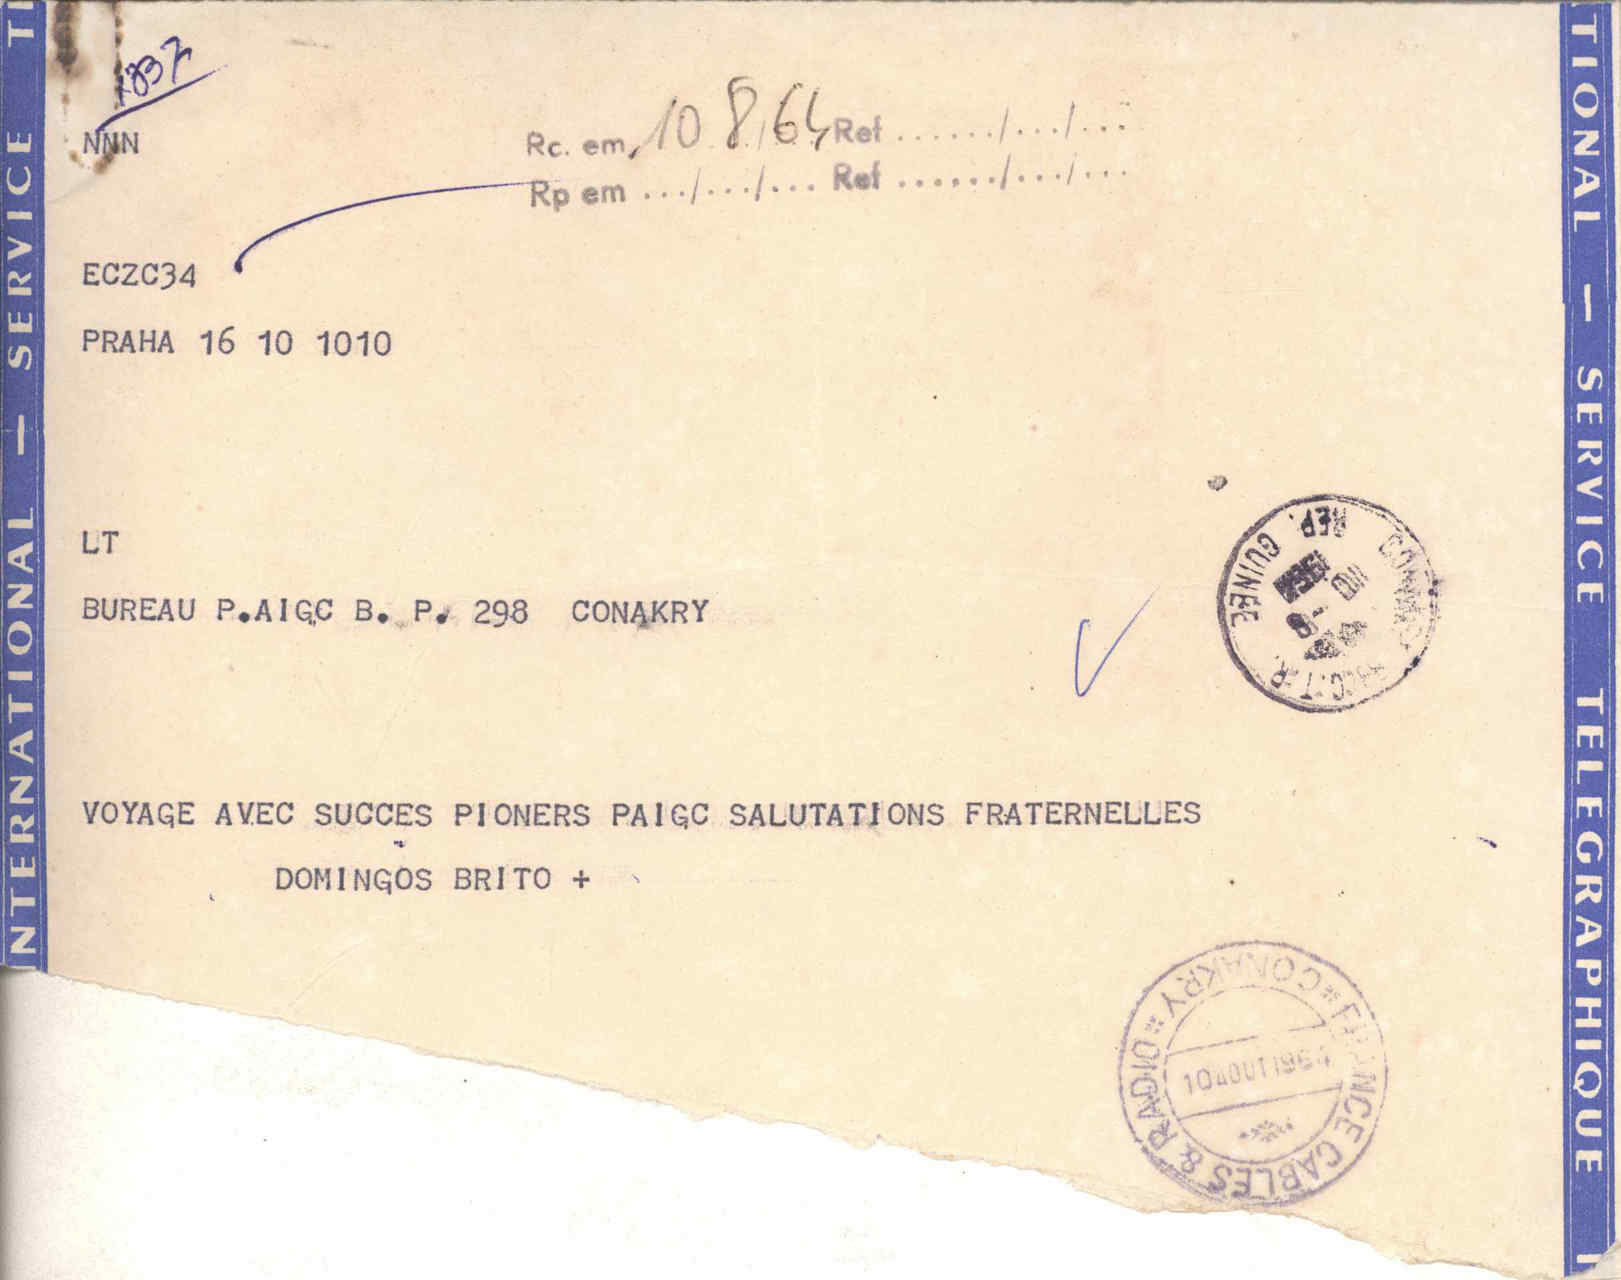 1837
NNN
Rc. em 10.8.64 Ref ....../.../...
Rp em .../.../... Ref ....../.../...
ECZC34
PRAHA 16 10 1010
LT
BUREAU P.AIGC B. P. 298 CONAKRY
VOYAGE AVEC SUCCES PIONERS PAIGC SALUTATIONS FRATERNELLES
DOMINGOS BRITO +
REP. GUINEE
FRANCE CABLES & RADIO = CONAKRY =
10 AOUT 1964
INTERNATIONAL — SERVICE
TIONAL — SERVICE TELEGRAPHIQUE